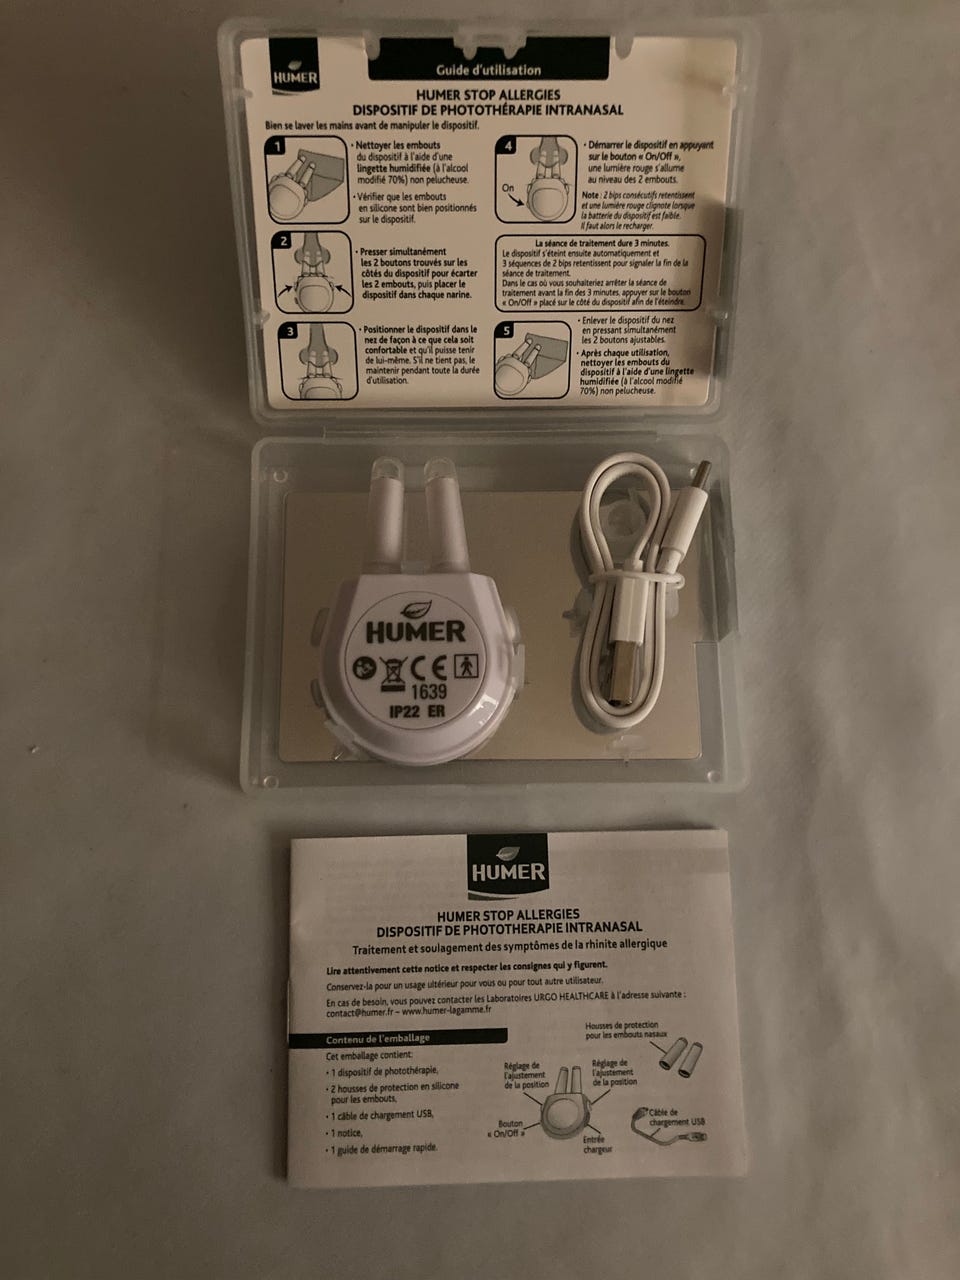 HUMER
Guide d'utilisation
HUMER STOP ALLERGIES
DISPOSITIF DE PHOTOTHÉRAPIE INTRANASAL
Bien se laver les mains avant de manipuler le dispositif.
1
• Nettoyer les embouts
du dispositif à l'aide d'une
lingette humidifiée (à l'alcool
modifié 70%) non pelucheuse.
• Vérifier que les embouts
en silicone sont bien positionnés
sur le dispositif.
2
• Presser simultanément
les 2 boutons trouvés sur les
côtés du dispositif pour écarter
les 2 embouts, puis placer le
dispositif dans chaque narine.
3
• Positionner le dispositif dans le
nez de façon à ce que cela soit
confortable et qu'il puisse tenir
de lui-même. S'il ne tient pas, le
maintenir pendant toute la durée
d'utilisation.
4
On
• Démarrer le dispositif en appuyant
sur le bouton « On/Off »,
une lumière rouge s'allume
au niveau des 2 embouts.
Note : 2 bips consécutifs retentissent
et une lumière rouge clignote lorsque
la batterie du dispositif est faible.
Il faut alors le recharger.
La séance de traitement dure 3 minutes.
Le dispositif s'éteint ensuite automatiquement et
3 séquences de 2 bips retentissent pour signaler la fin de la
séance de traitement.
Dans le cas où vous souhaiteriez arrêter la séance de
traitement avant la fin des 3 minutes, appuyer sur le bouton
« On/Off » placé sur le côté du dispositif afin de l'éteindre.
5
• Enlever le dispositif du nez
en pressant simultanément
les 2 boutons ajustables.
• Après chaque utilisation,
nettoyer les embouts du
dispositif à l'aide d'une lingette
humidifiée (à l'alcool modifié
70%) non pelucheuse.
HUMER
CE
1639
IP22 ER
HUMER
HUMER STOP ALLERGIES
DISPOSITIF DE PHOTOTHERAPIE INTRANASAL
Traitement et soulagement des symptômes de la rhinite allergique
Lire attentivement cette notice et respecter les consignes qui y figurent.
Conservez-la pour un usage ultérieur pour vous ou pour tout autre utilisateur.
En cas de besoin, vous pouvez contacter les Laboratoires URGO HEALTHCARE à l'adresse suivante :
contact@humer.fr – www.humer-lagamme.fr
Contenu de l'emballage
Cet emballage contient:
• 1 dispositif de photothérapie,
• 2 housses de protection en silicone
pour les embouts,
• 1 câble de chargement USB,
• 1 notice,
• 1 guide de démarrage rapide.
Housses de protection
pour les embouts nasaux
Réglage de
l'ajustement
de la position
Réglage de
l'ajustement
de la position
Bouton
« On/Off »
Entrée
chargeur
Câble de
chargement USB